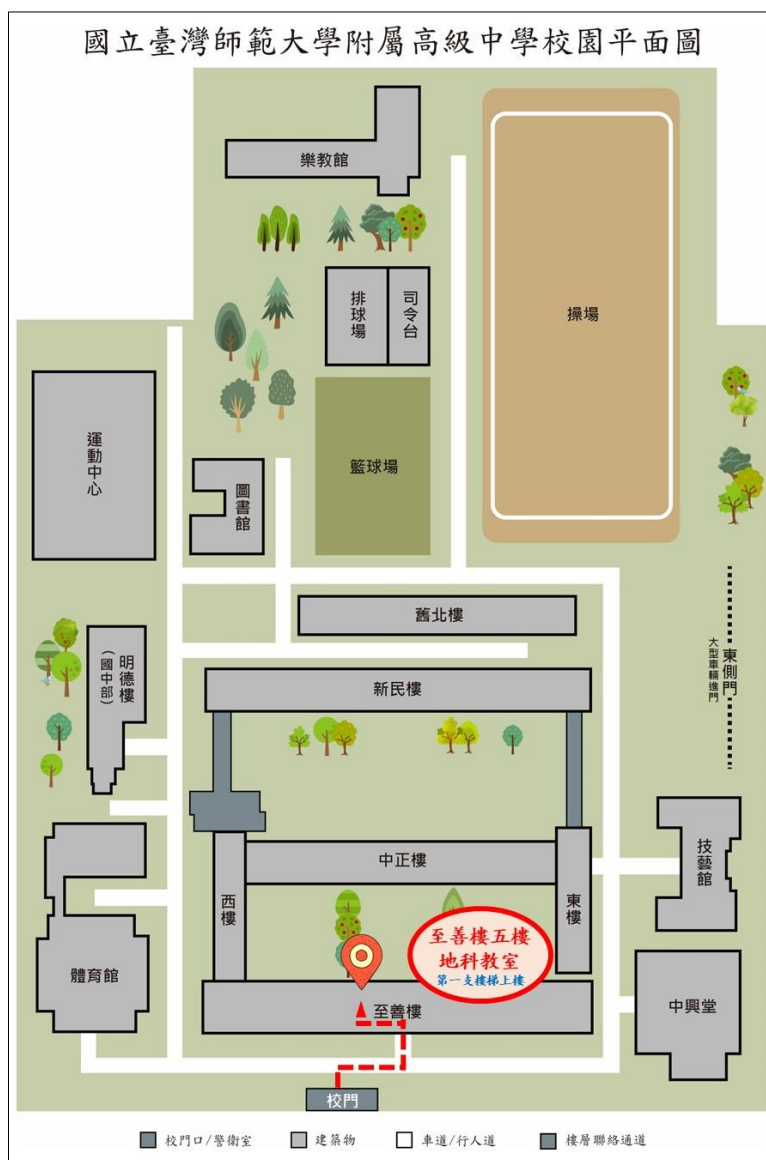 國立臺灣師範大學附屬高級中學校園平面圖
樂教館
排球場
司令台
操場
運動中心
圖書館
籃球場
舊北樓
明德樓
(國中部)
新民樓
東側門
大型車輛進門
中正樓
技藝館
西樓
東樓
至善樓五樓
地科教室
第一支樓梯上樓
體育館
至善樓
中興堂
校門
校門口/警衛室
建築物
車道/行人道
樓層聯絡通道